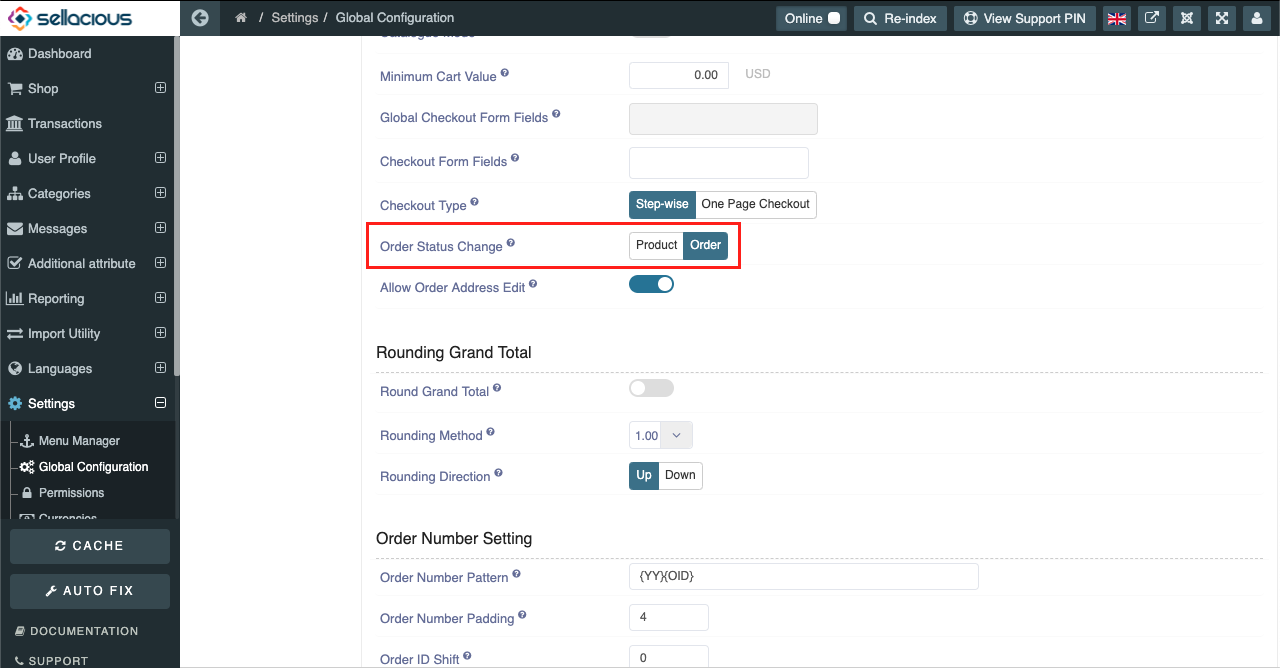 sellacious
/ Settings / Global Configuration
Online
Re-index
View Support PIN
Dashboard
Shop
Transactions
User Profile
Categories
Messages
Additional attribute
Reporting
Import Utility
Languages
Settings
Menu Manager
Global Configuration
Permissions
Currencies
CACHE
AUTO FIX
DOCUMENTATION
SUPPORT
Catalogue Mode
Minimum Cart Value ? 0.00 USD
Global Checkout Form Fields ?
Checkout Form Fields ?
Checkout Type ? Step-wise One Page Checkout
Order Status Change ? Product Order
Allow Order Address Edit ?
Rounding Grand Total
Round Grand Total ?
Rounding Method ? 1.00
Rounding Direction ? Up Down
Order Number Setting
Order Number Pattern ? {YY}{OID}
Order Number Padding ? 4
Order ID Shift ? 0